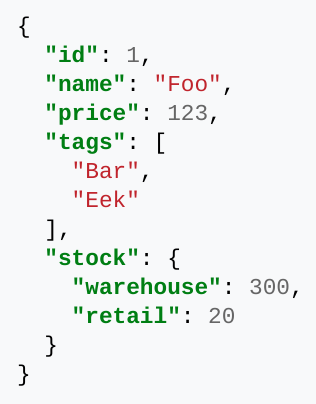 {
  "id": 1,
  "name": "Foo",
  "price": 123,
  "tags": [
    "Bar",
    "Eek"
  ],
  "stock": {
    "warehouse": 300,
    "retail": 20
  }
}